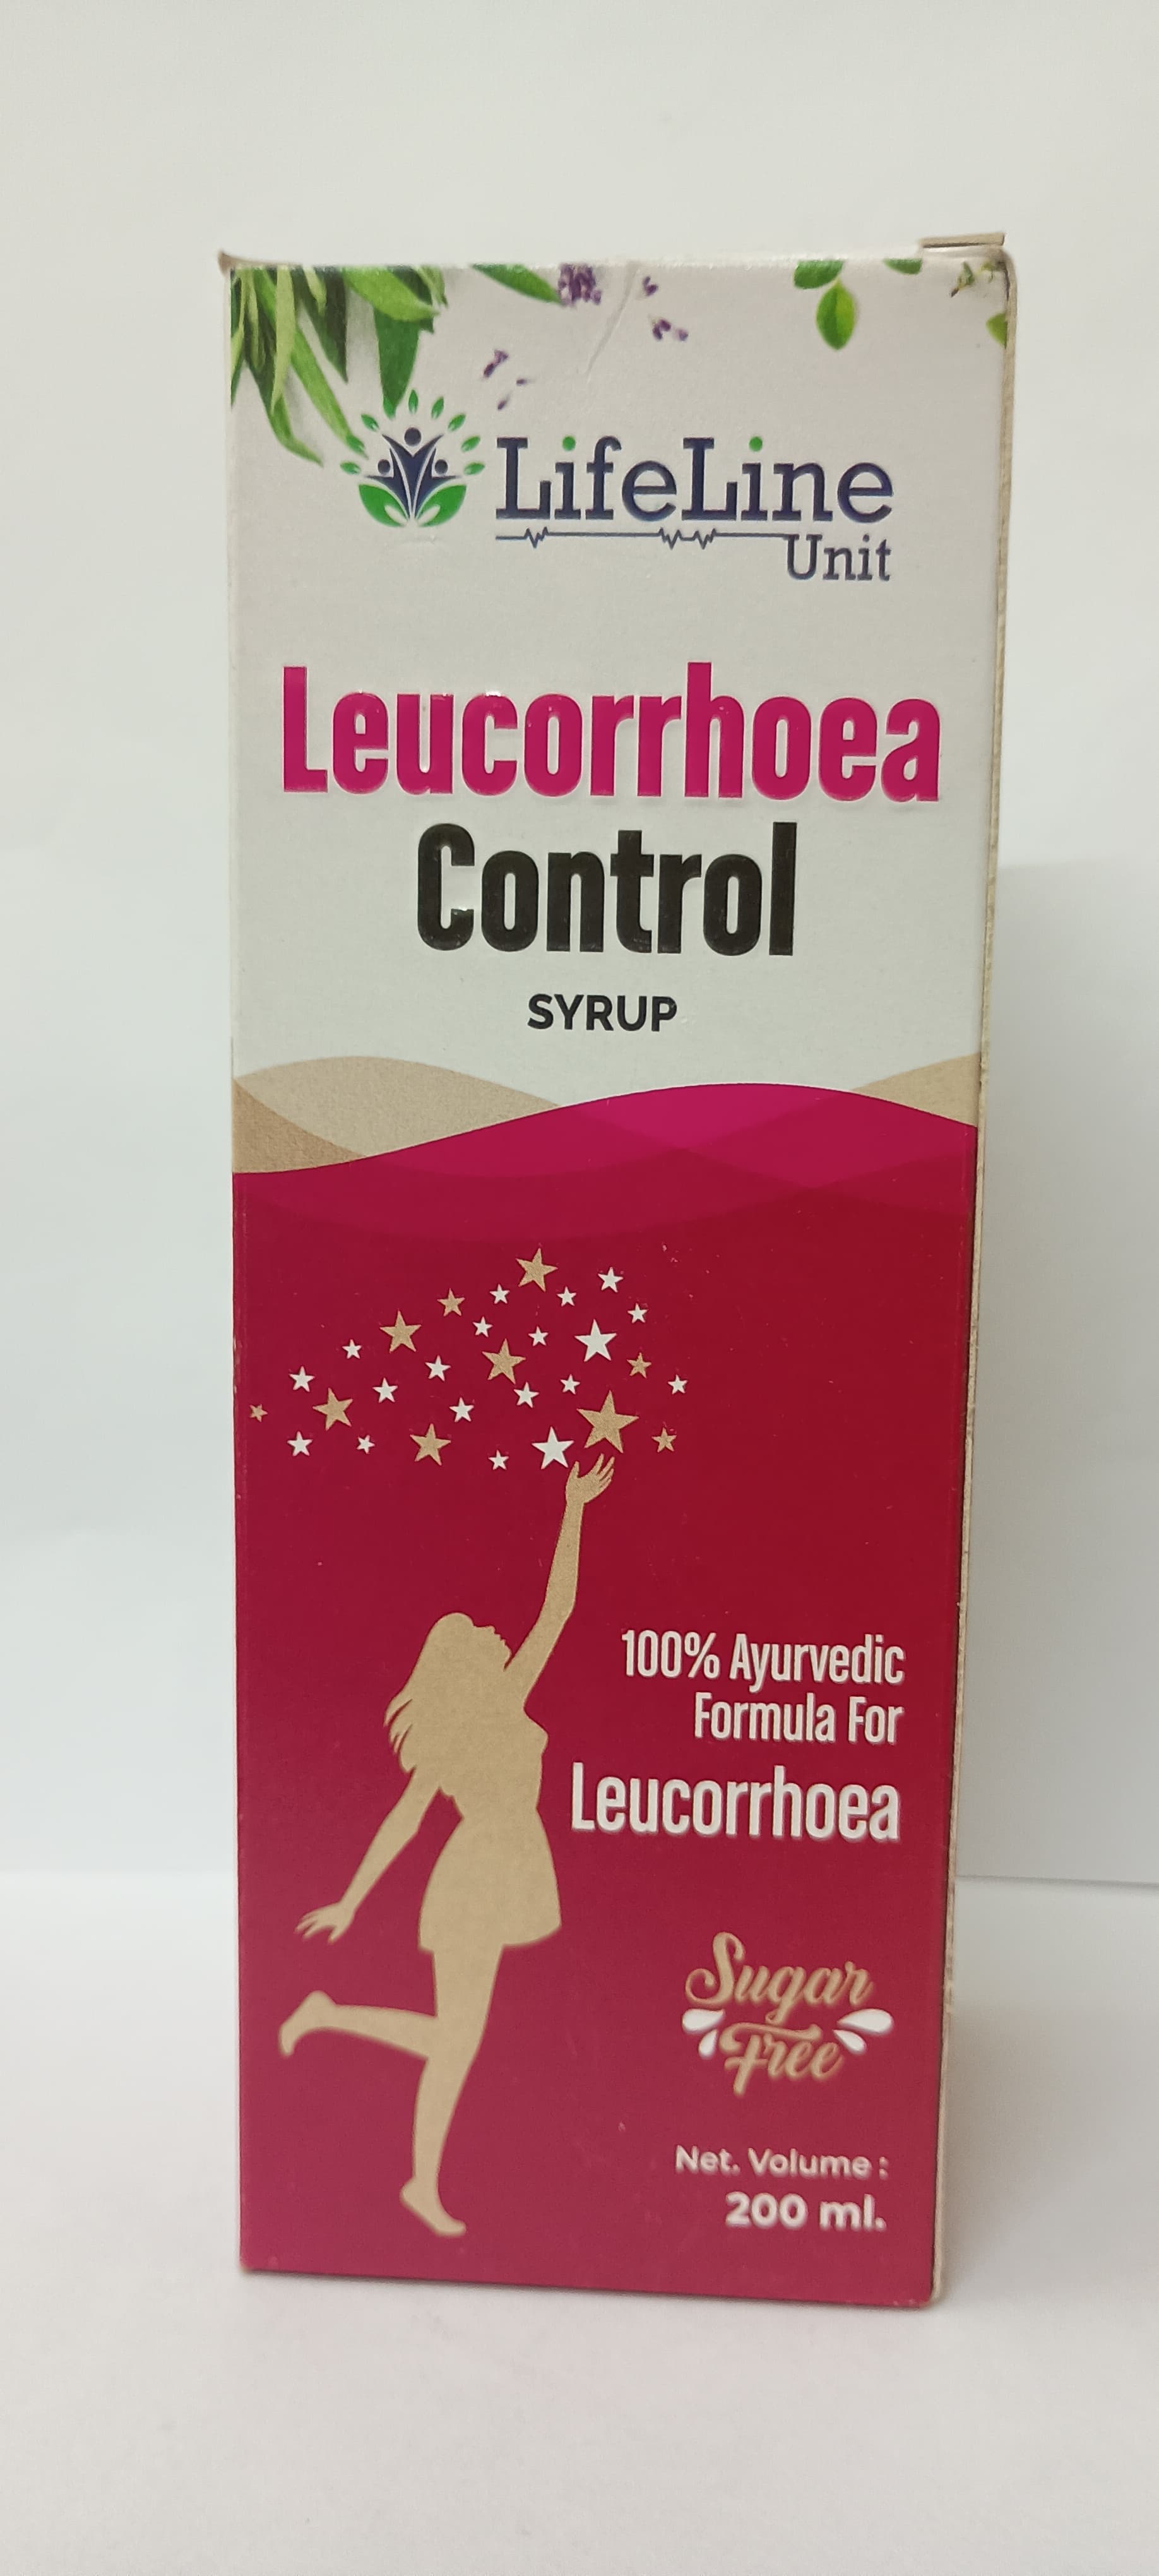 LifeLine
Unit
Leucorrhoea
Control
SYRUP
100% Ayurvedic
Formula For
Leucorrhoea
Sugar
Free
Net. Volume :
200 ml.